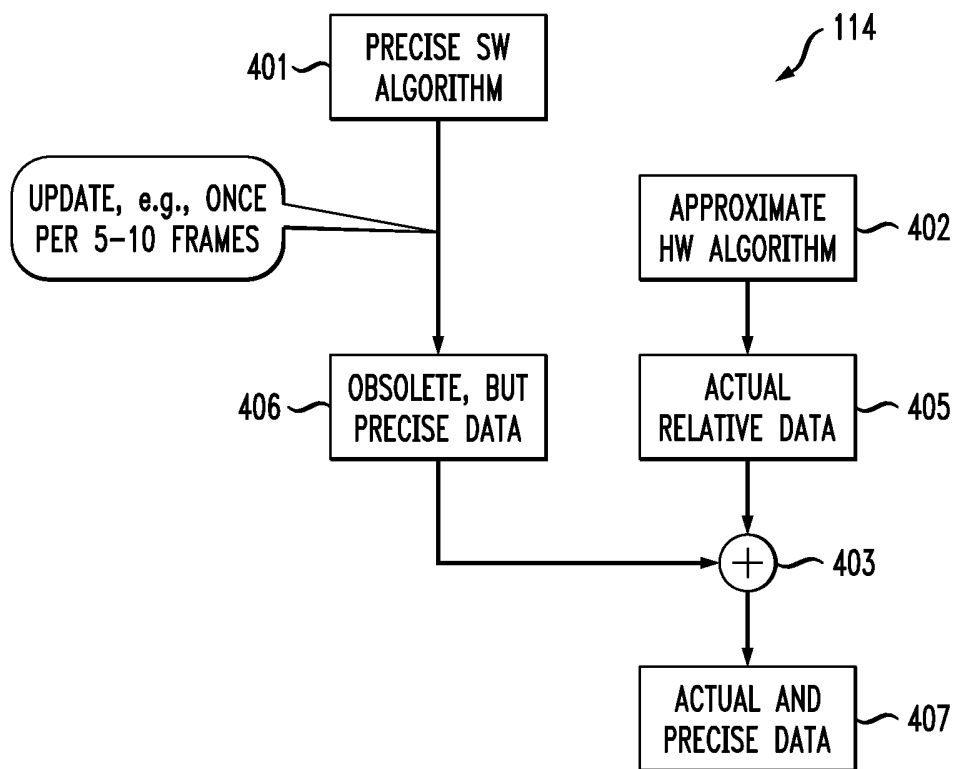 114
401
PRECISE SW
ALGORITHM
UPDATE, e.g., ONCE
PER 5-10 FRAMES
APPROXIMATE
HW ALGORITHM
402
406
OBSOLETE, BUT
PRECISE DATA
ACTUAL
RELATIVE DATA
405
+
403
ACTUAL AND
PRECISE DATA
407